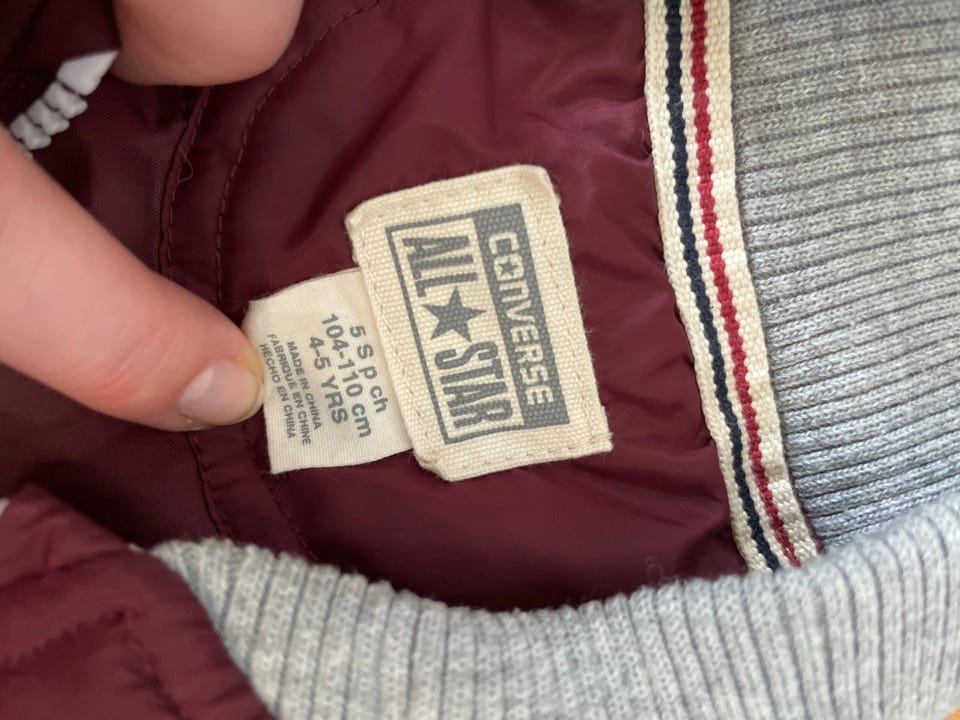 CONVERSE
ALL★STAR
5 S p ch
104-110 cm
4-5 YRS
MADE IN CHINA
FABRIQUÉ EN CHINE
HECHO EN CHINA